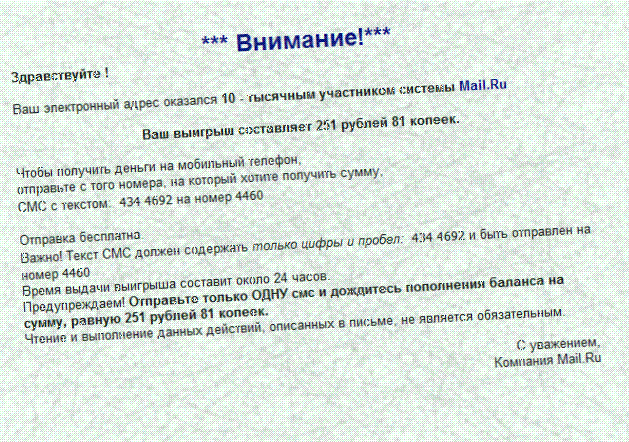 *** Внимание!***
Здравствуйте !
Ваш электронный адрес оказался 10 - тысячным участником системы Mail.Ru
Ваш выигрыш составляет 251 рублей 81 копеек.
Чтобы получить деньги на мобильный телефон,
отправьте с того номера, на который хотите получить сумму,
СМС с текстом: 434 4692 на номер 4460
Отправка бесплатна
Важно! Текст СМС должен содержать только цифры и пробел: 434 4692 и быть отправлен на
номер 4460
Время выдачи выигрыша составит около 24 часов.
Предупреждаем! Отправьте только ОДНУ смс и дождитесь пополнения баланса на
сумму, равную 251 рублей 81 копеек.
Чтение и выполнение данных действий, описанных в письме, не является обязательным.
С уважением,
Компания Mail.Ru